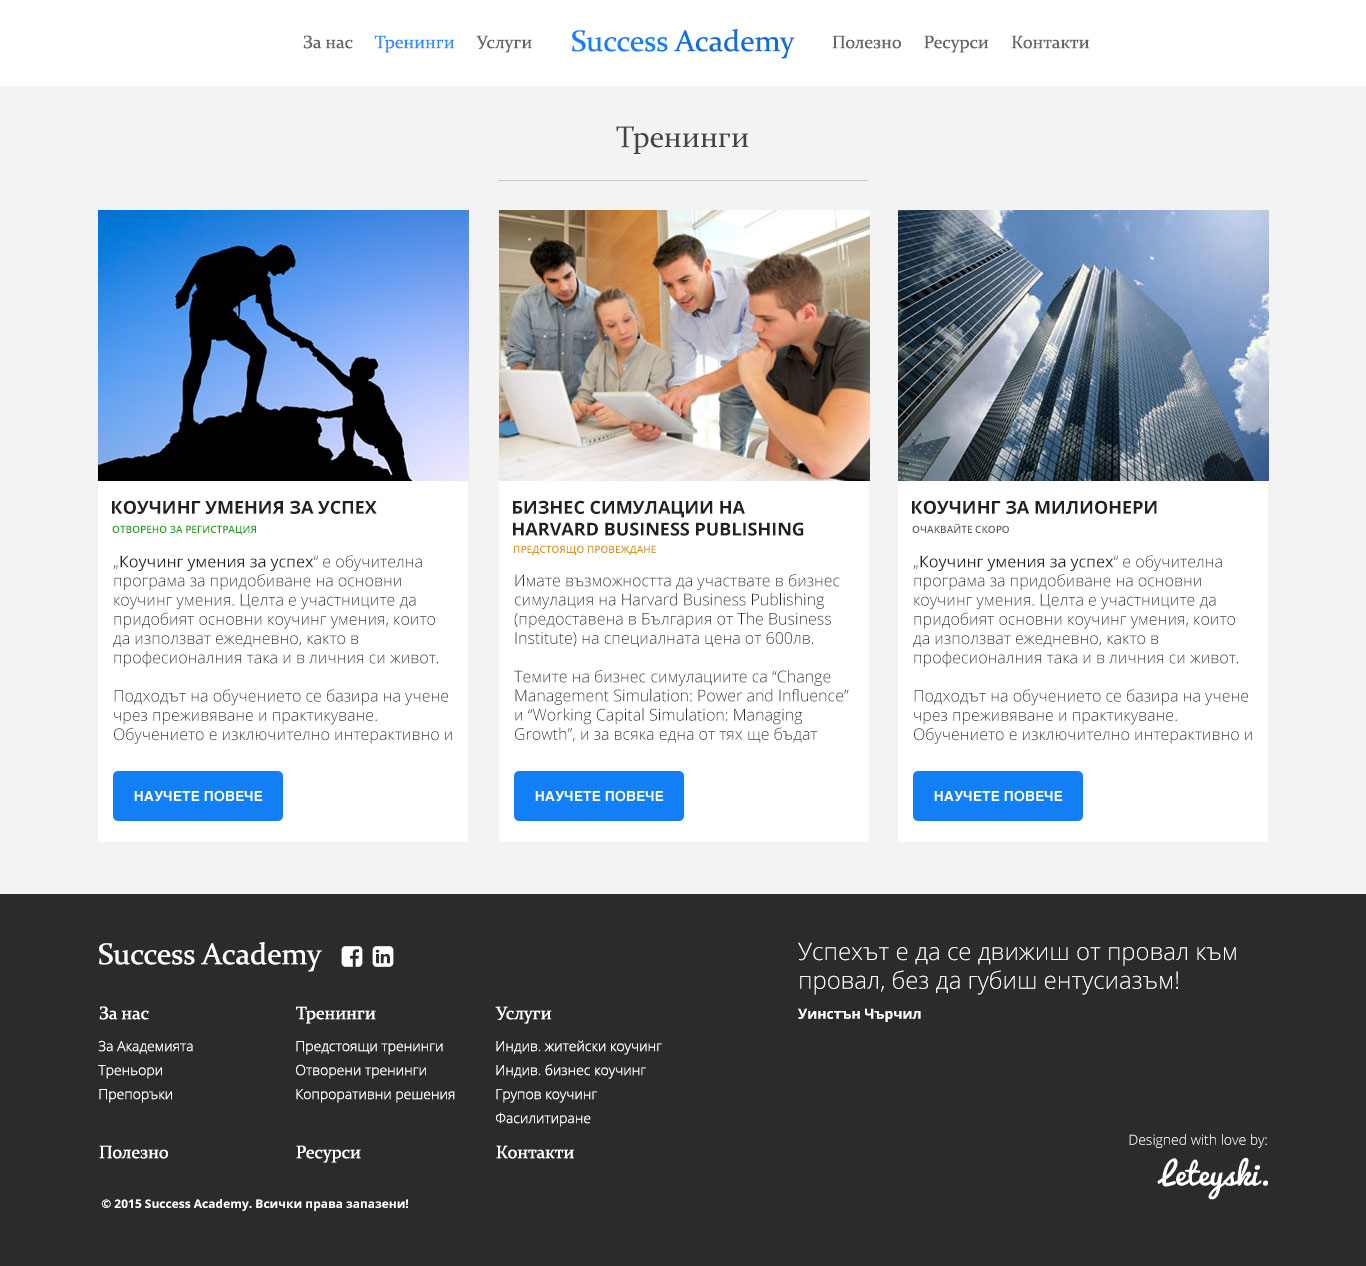 За нас Тренинги Услуги Success Academy Полезно Ресурси Контакти
Тренинги
КОУЧИНГ УМЕНИЯ ЗА УСПЕХ
ОТВОРЕНО ЗА РЕГИСТРАЦИЯ
„Коучинг умения за успех“ е обучителна
програма за придобиване на основни
коучинг умения. Целта е участниците да
придобият основни коучинг умения, които
да използват ежедневно, както в
професионалния така и в личния си живот.
Подходът на обучението се базира на учене
чрез преживяване и практикуване.
Обучението е изключително интерактивно и
НАУЧЕТЕ ПОВЕЧЕ
БИЗНЕС СИМУЛАЦИИ НА
HARVARD BUSINESS PUBLISHING
ПРЕДСТОЯЩО ПРОВЕЖДАНЕ
Имате възможността да участвате в бизнес
симулация на Harvard Business Publishing
(предоставена в България от The Business
Institute) на специалната цена от 600лв.
Темите на бизнес симулациите са “Change
Management Simulation: Power and Influence”
и “Working Capital Simulation: Managing
Growth”, и за всяка една от тях ще бъдат
НАУЧЕТЕ ПОВЕЧЕ
КОУЧИНГ ЗА МИЛИОНЕРИ
ОЧАКВАЙТЕ СКОРО
„Коучинг умения за успех“ е обучителна
програма за придобиване на основни
коучинг умения. Целта е участниците да
придобият основни коучинг умения, които
да използват ежедневно, както в
професионалния така и в личния си живот.
Подходът на обучението се базира на учене
чрез преживяване и практикуване.
Обучението е изключително интерактивно и
НАУЧЕТЕ ПОВЕЧЕ
Success Academy
За нас
За Академията
Треньори
Препоръки
Тренинги
Предстоящи тренинги
Отворени тренинги
Копроративни решения
Услуги
Индив. житейски коучинг
Индив. бизнес коучинг
Групов коучинг
Фасилитиране
Полезно
Ресурси
Контакти
© 2015 Success Academy. Всички права запазени!
Успехът е да се движиш от провал към
провал, без да губиш ентусиазъм!
Уинстън Чърчил
Designed with love by:
leteyski.